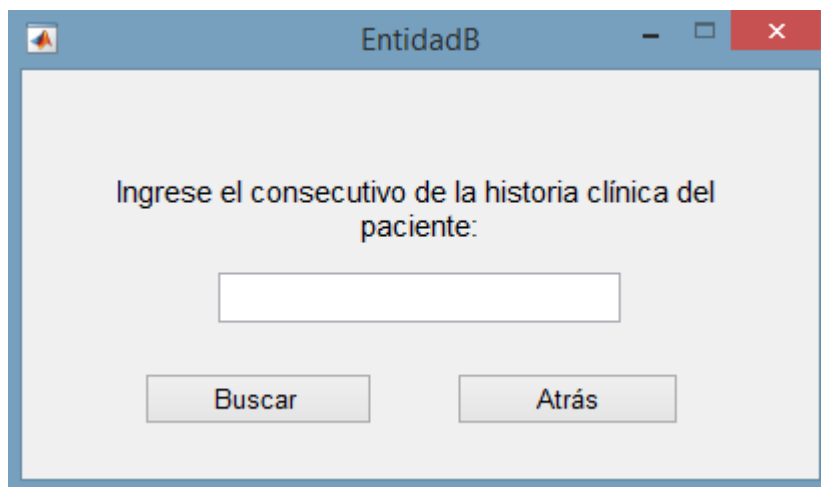 EntidadB
Ingrese el consecutivo de la historia clínica del
paciente:
Buscar
Atrás